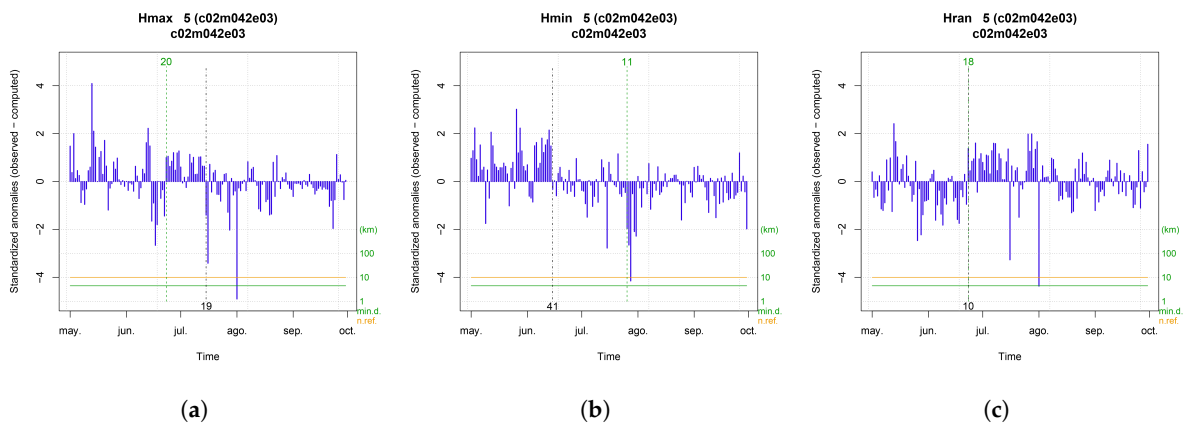 Hmax 5 (c02m042e03)
c02m042e03
20
Standardized anomalies (observed − computed)
4
2
0
−2
−4
(km)
100
10
1
min.d.
n.ref.
19
may. jun. jul. ago. sep. oct.
Time
(a)
Hmin 5 (c02m042e03)
c02m042e03
11
Standardized anomalies (observed − computed)
4
2
0
−2
−4
(km)
100
10
1
min.d.
n.ref.
41
may. jun. jul. ago. sep. oct.
Time
(b)
Hran 5 (c02m042e03)
c02m042e03
18
Standardized anomalies (observed − computed)
4
2
0
−2
−4
(km)
100
10
1
min.d.
n.ref.
10
may. jun. jul. ago. sep. oct.
Time
(c)